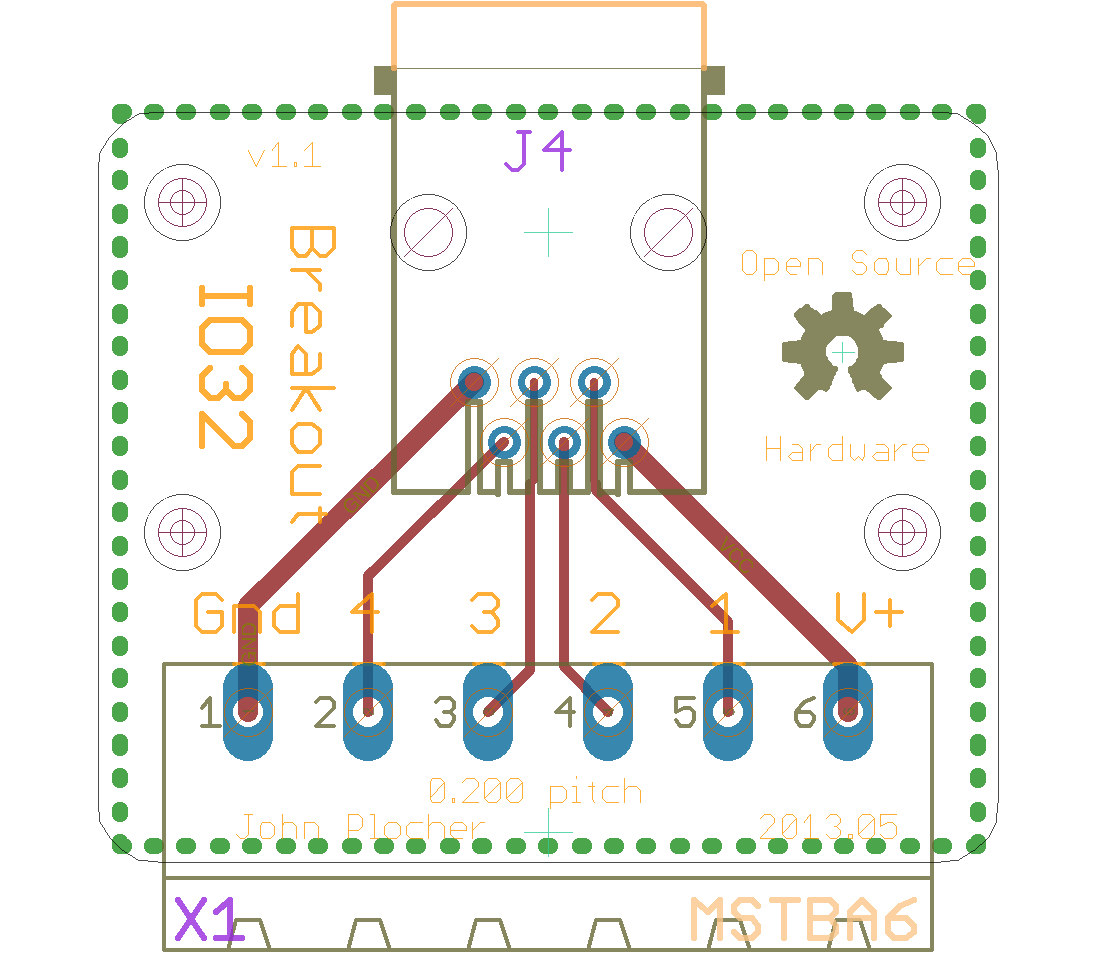 J4
v1.1
Breakout
IO32
Open Source
Hardware
GND
VCC
Gnd 4 3 2 1 V+
GND
1 2 3 4 5 6
0.200 pitch
John Plocher 2013.05
X1 MSTBA6